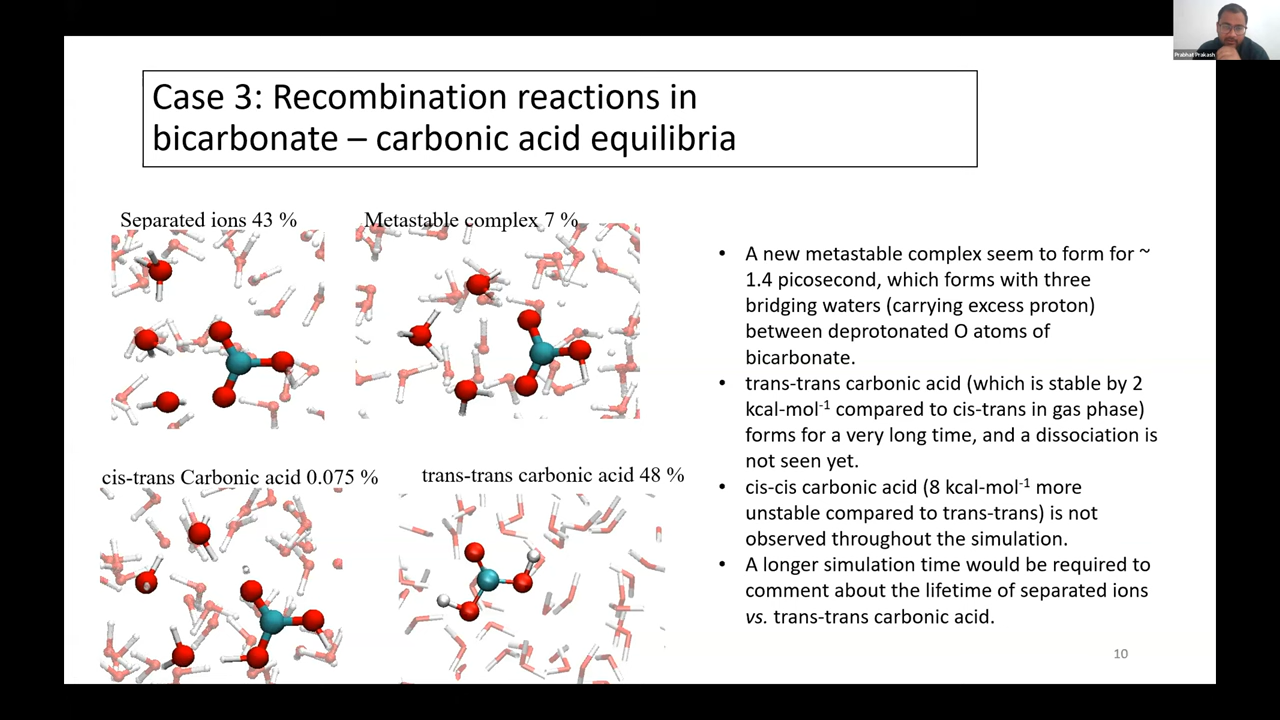 Prabhat Prakash
Case 3: Recombination reactions in
bicarbonate – carbonic acid equilibria
Separated ions 43 %
Metastable complex 7 %
cis-trans Carbonic acid 0.075 %
trans-trans carbonic acid 48 %
• A new metastable complex seem to form for ~
1.4 picosecond, which forms with three
bridging waters (carrying excess proton)
between deprotonated O atoms of
bicarbonate.
• trans-trans carbonic acid (which is stable by 2
kcal-mol⁻¹ compared to cis-trans in gas phase)
forms for a very long time, and a dissociation is
not seen yet.
• cis-cis carbonic acid (8 kcal-mol⁻¹ more
unstable compared to trans-trans) is not
observed throughout the simulation.
• A longer simulation time would be required to
comment about the lifetime of separated ions
vs. trans-trans carbonic acid.
10